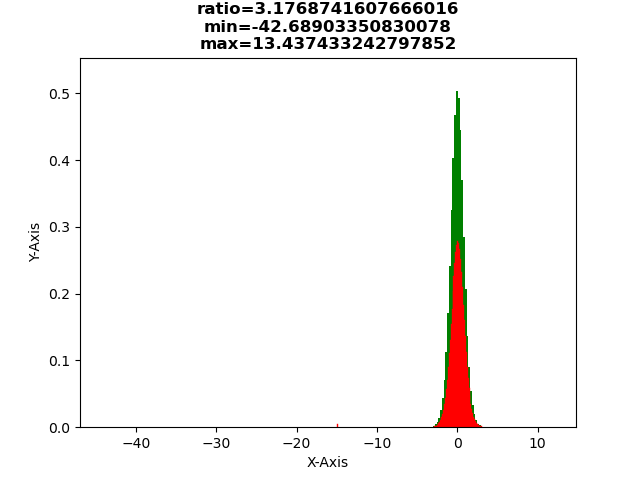 ratio=3.1768741607666016
min=-42.68903350830078
max=13.437433242797852
0.5
0.4
0.3
0.2
0.1
0.0
Y-Axis
−40 −30 −20 −10 0 10
X-Axis